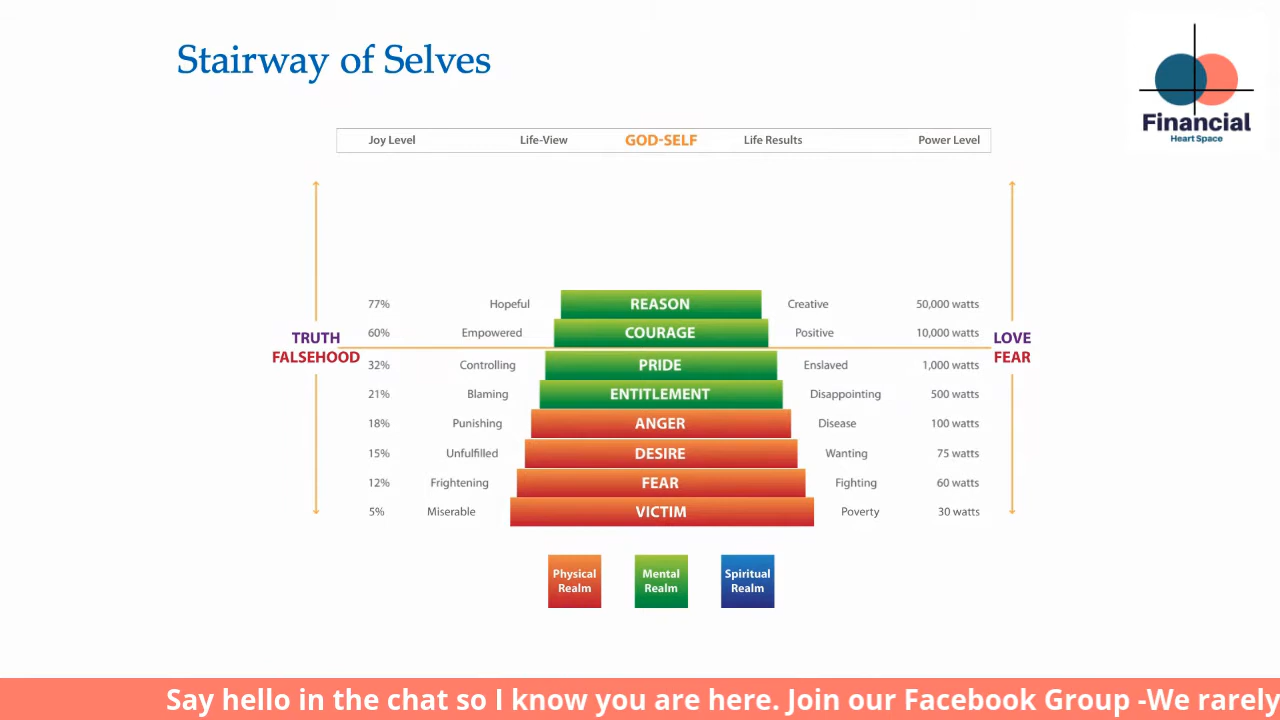 Stairway of Selves
Financial
Heart Space
Joy Level Life-View GOD-SELF Life Results Power Level
77% Hopeful REASON Creative 50,000 watts
60% Empowered COURAGE Positive 10,000 watts
TRUTH LOVE
FALSEHOOD FEAR
32% Controlling PRIDE Enslaved 1,000 watts
21% Blaming ENTITLEMENT Disappointing 500 watts
18% Punishing ANGER Disease 100 watts
15% Unfulfilled DESIRE Wanting 75 watts
12% Frightening FEAR Fighting 60 watts
5% Miserable VICTIM Poverty 30 watts
Physical Mental Spiritual
Realm Realm Realm
Say hello in the chat so I know you are here. Join our Facebook Group -We rarely